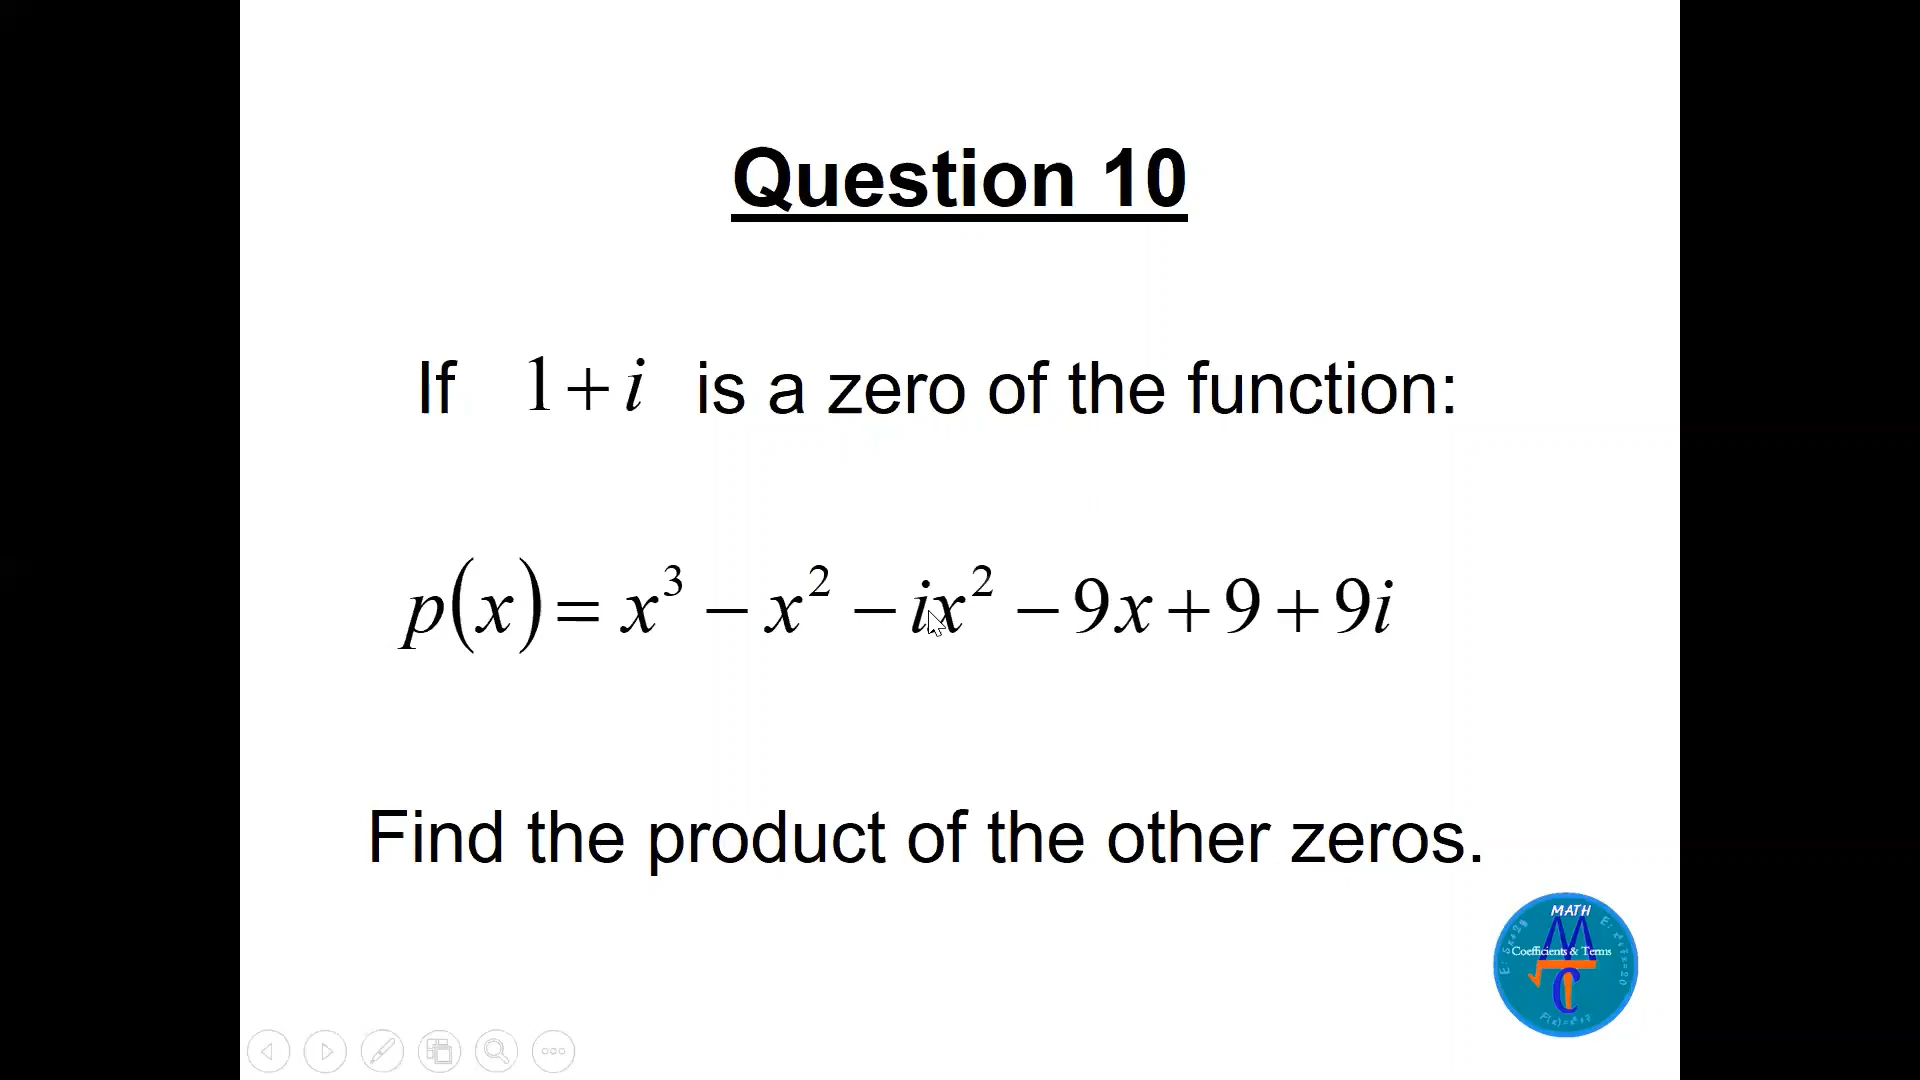 Question 10
If 1+i is a zero of the function:
p(x) = x³ − x² − ix² − 9x + 9 + 9i
Find the product of the other zeros.
MATH
Coefficients & Terms